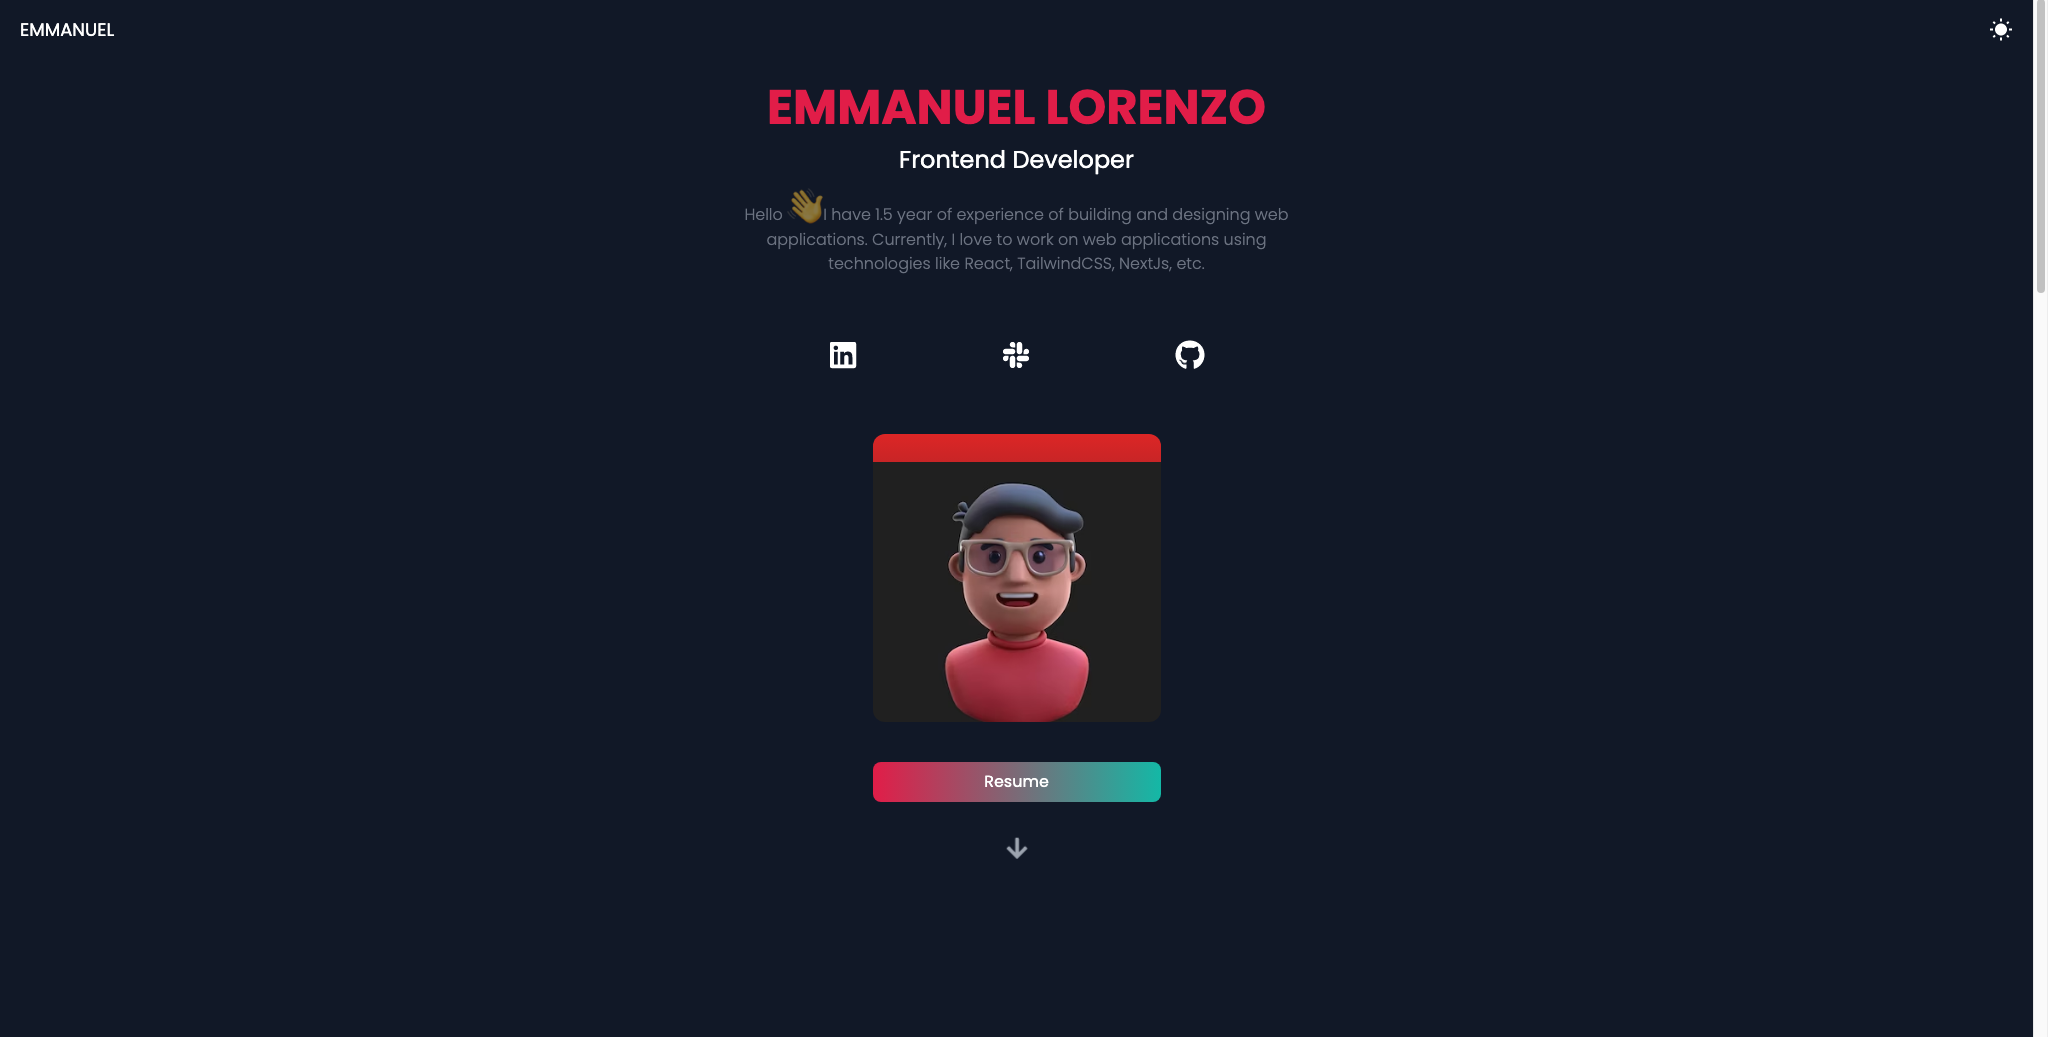 EMMANUEL
EMMANUEL LORENZO
Frontend Developer
Hello 👋 I have 1.5 year of experience of building and designing web
applications. Currently, I love to work on web applications using
technologies like React, TailwindCSS, NextJs, etc.
in
Resume